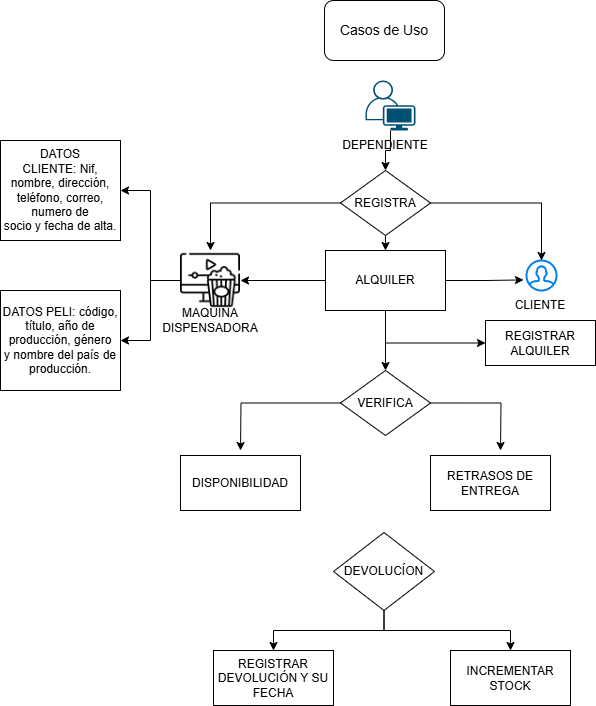 Casos de Uso
DEPENDIENTE
DATOS
CLIENTE: Nif,
nombre, dirección,
teléfono, correo,
numero de
socio y fecha de alta.
REGISTRA
ALQUILER
CLIENTE
MAQUINA
DISPENSADORA
DATOS PELI: código,
título, año de
producción, género
y nombre del país de
producción.
REGISTRAR
ALQUILER
VERIFICA
DISPONIBILIDAD
RETRASOS DE
ENTREGA
DEVOLUCÍON
REGISTRAR
DEVOLUCIÓN Y SU
FECHA
INCREMENTAR
STOCK